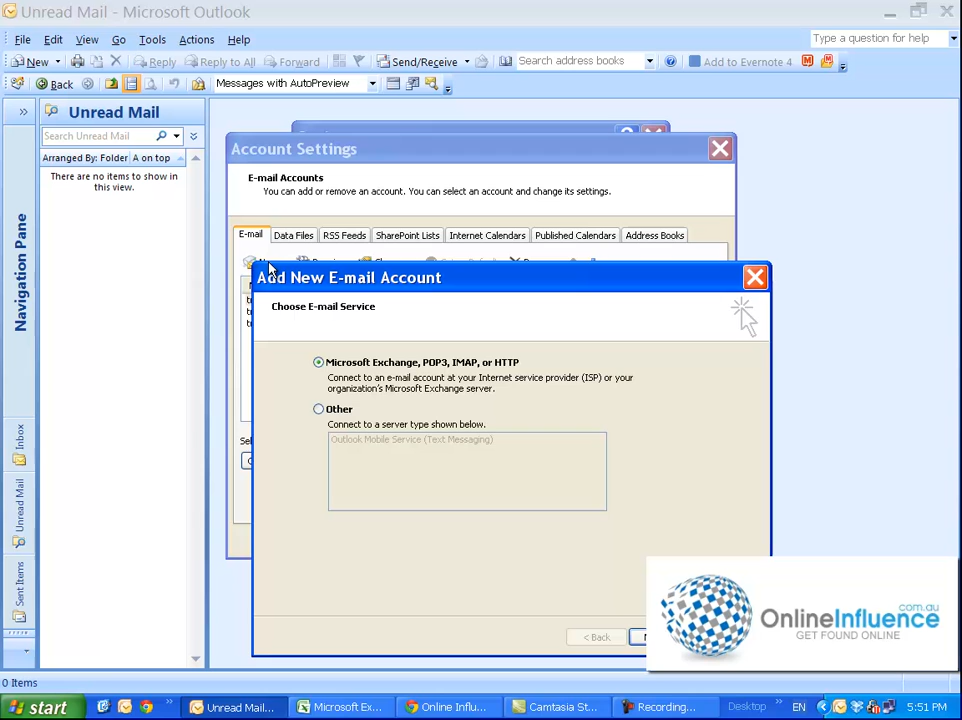 Unread Mail - Microsoft Outlook
File Edit View Go Tools Actions Help
Type a question for help
New Reply Reply to All Forward Send/Receive Search address books Add to Evernote 4
Back Messages with AutoPreview
Unread Mail
Search Unread Mail
Arranged By: Folder A on top
There are no items to show in
this view.
Navigation Pane
Inbox
Unread Mail
Sent Items
Account Settings
E-mail Accounts
You can add or remove an account. You can select an account and change its settings.
E-mail Data Files RSS Feeds SharePoint Lists Internet Calendars Published Calendars Address Books
Add New E-mail Account
Choose E-mail Service
Microsoft Exchange, POP3, IMAP, or HTTP
Connect to an e-mail account at your Internet service provider (ISP) or your
organization's Microsoft Exchange server.
Other
Connect to a server type shown below.
Outlook Mobile Service (Text Messaging)
< Back
OnlineInfluence
com.au
GET FOUND ONLINE
0 Items
start Unread Mail... Microsoft Ex... Online Influ... Camtasia St... Recording... Desktop EN 5:51 PM